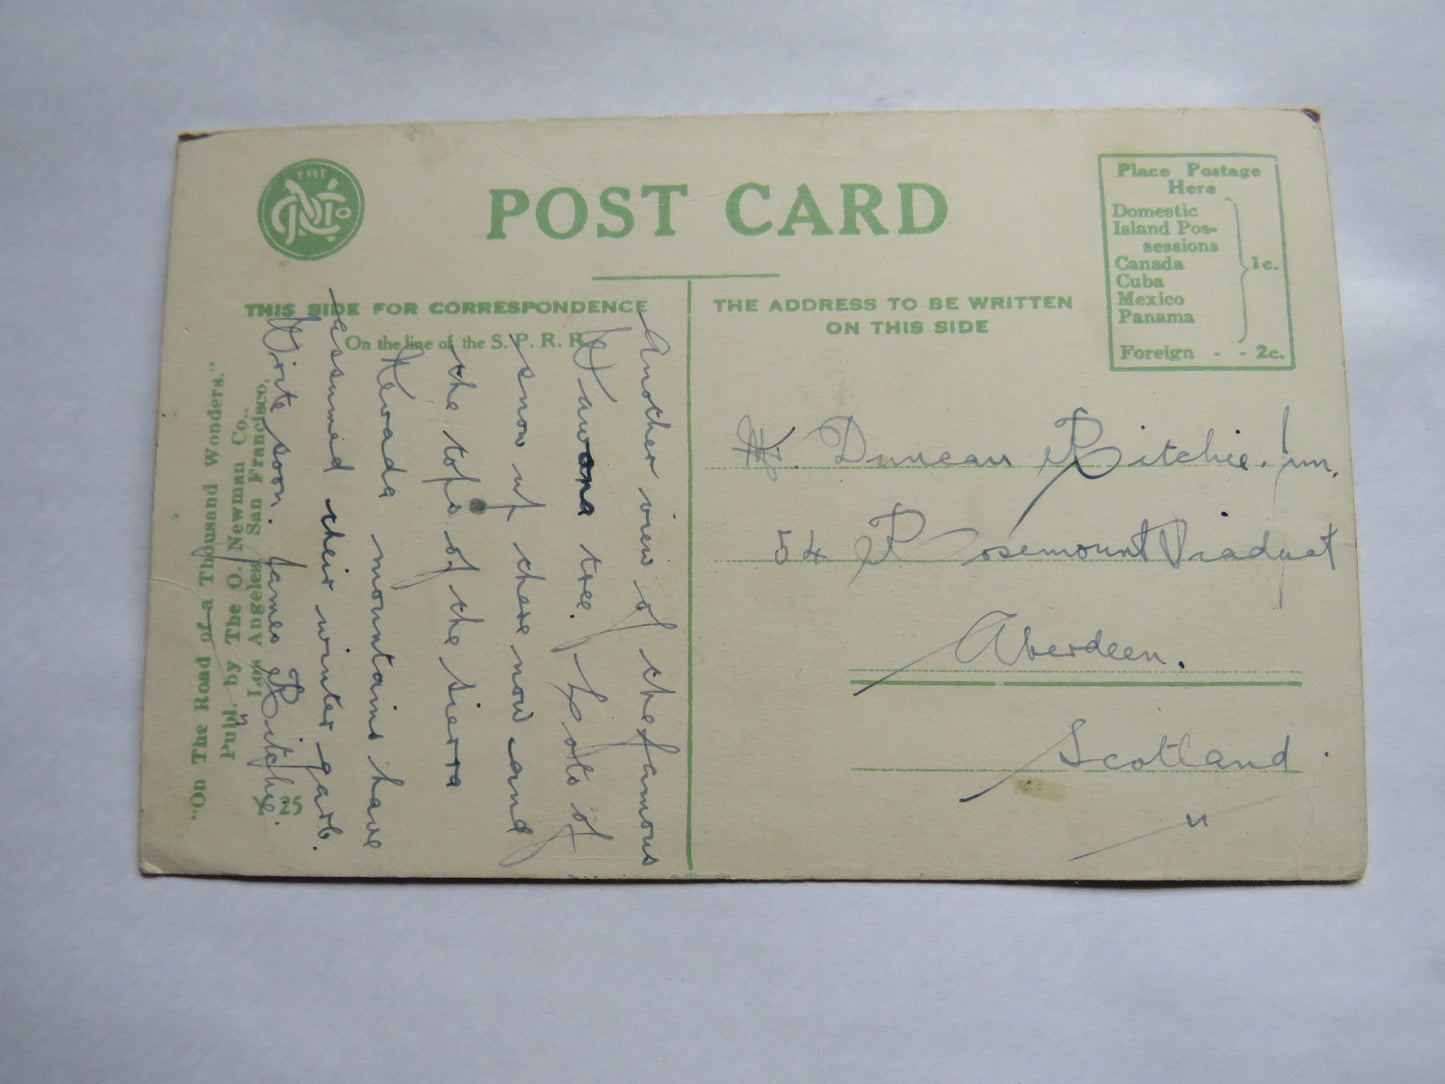 THE
NCo
POST CARD
Place Postage
Here
Domestic
Island Pos-
sessions
Canada
Cuba
Mexico
Panama
1c.
Foreign - - 2c.
THIS SIDE FOR CORRESPONDENCE
On the line of the S. P. R. R.
THE ADDRESS TO BE WRITTEN
ON THIS SIDE
Another view of the famous
Wawona tree. Lots of
snow up there now and
the tops of the Sierra
Nevada mountains have
assumed their winter garb.
Write soon. James Ritchie.
Duncan Ritchie. Jun.
54 Rosemount Viaduct
Aberdeen.
Scotland.
"On The Road of a Thousand Wonders."
Publ. by The O. Newman Co.,
Los Angeles San Francisco.
X 25